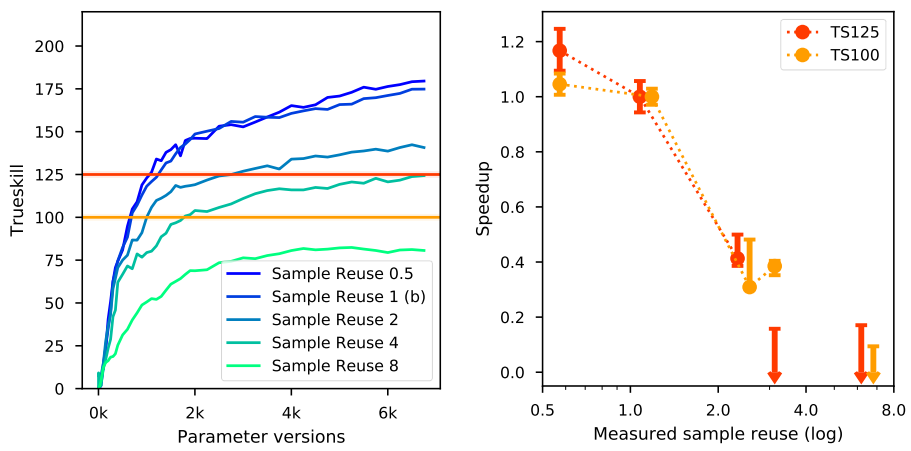 220
200
175
150
125
100
75
50
25
0
Trueskill
0k
2k
4k
6k
Parameter versions
Sample Reuse 0.5
Sample Reuse 1 (b)
Sample Reuse 2
Sample Reuse 4
Sample Reuse 8
1.2
1.0
0.8
0.6
0.4
0.2
0.0
Speedup
0.5
1.0
2.0
4.0
8.0
Measured sample reuse (log)
TS125
TS100